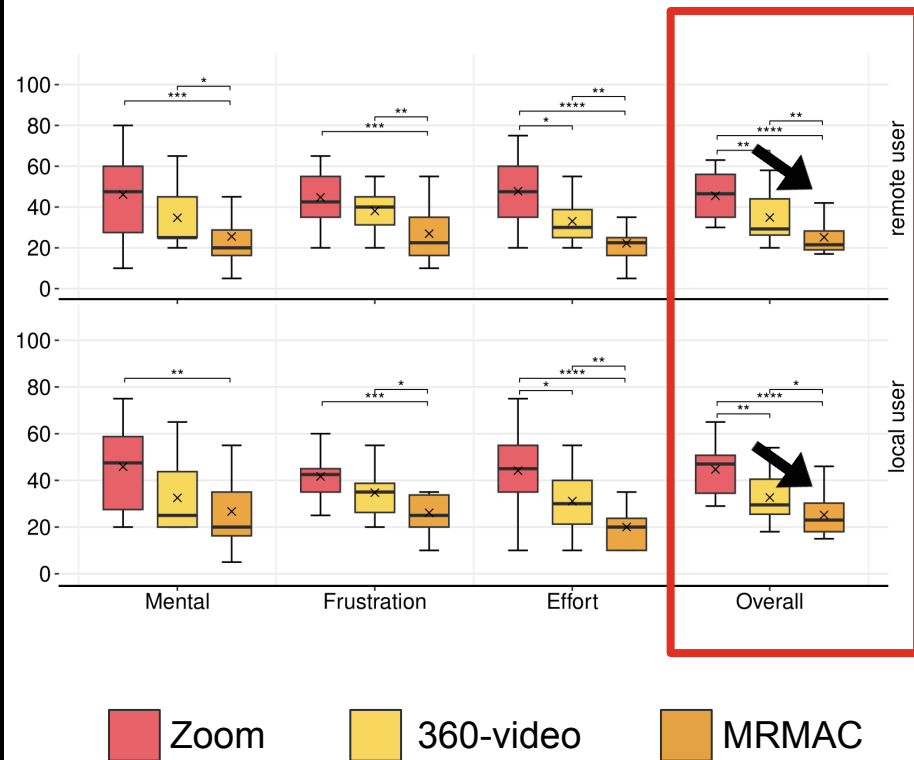 100
80
60
40
20
0
* *** ** *** ** **** * ** **** **
remote user
100
80
60
40
20
0
** * *** ** **** * * **** **
local user
Mental Frustration Effort Overall
Zoom 360-video MRMAC